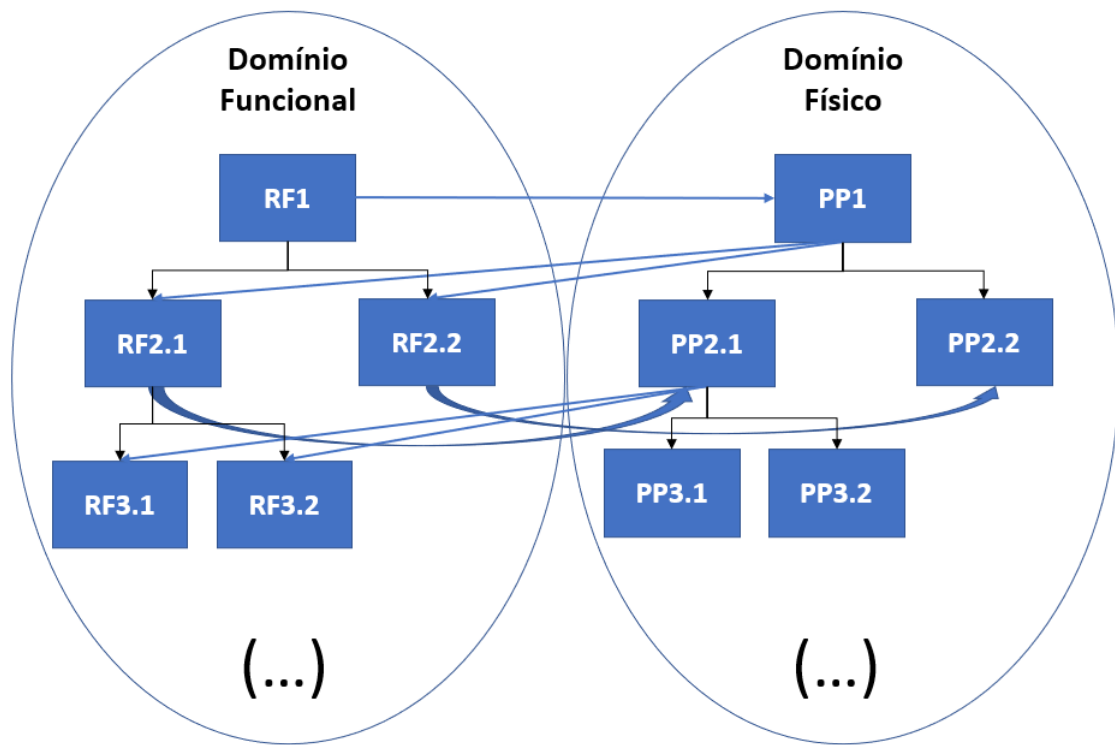 Domínio
Funcional
Domínio
Físico
RF1
PP1
RF2.1
RF2.2
PP2.1
PP2.2
RF3.1
RF3.2
PP3.1
PP3.2
(...)
(...)